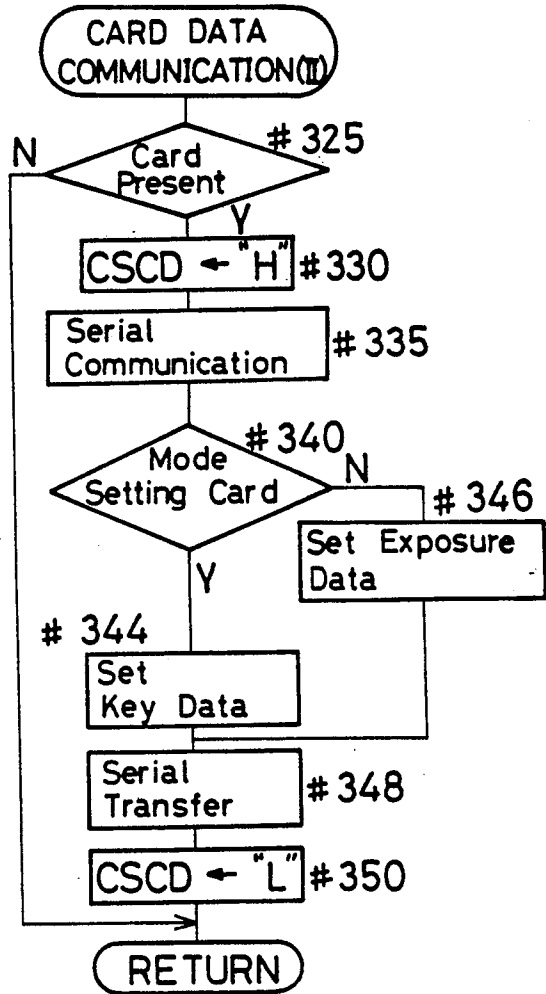 CARD DATA
COMMUNICATION(II)
#325
N
Card
Present
Y
CSCD ← "H" #330
Serial
Communication
#335
#340
Mode
Setting Card
N
#346
Set Exposure
Data
Y
#344
Set
Key Data
Serial
Transfer
#348
CSCD ← "L" #350
RETURN